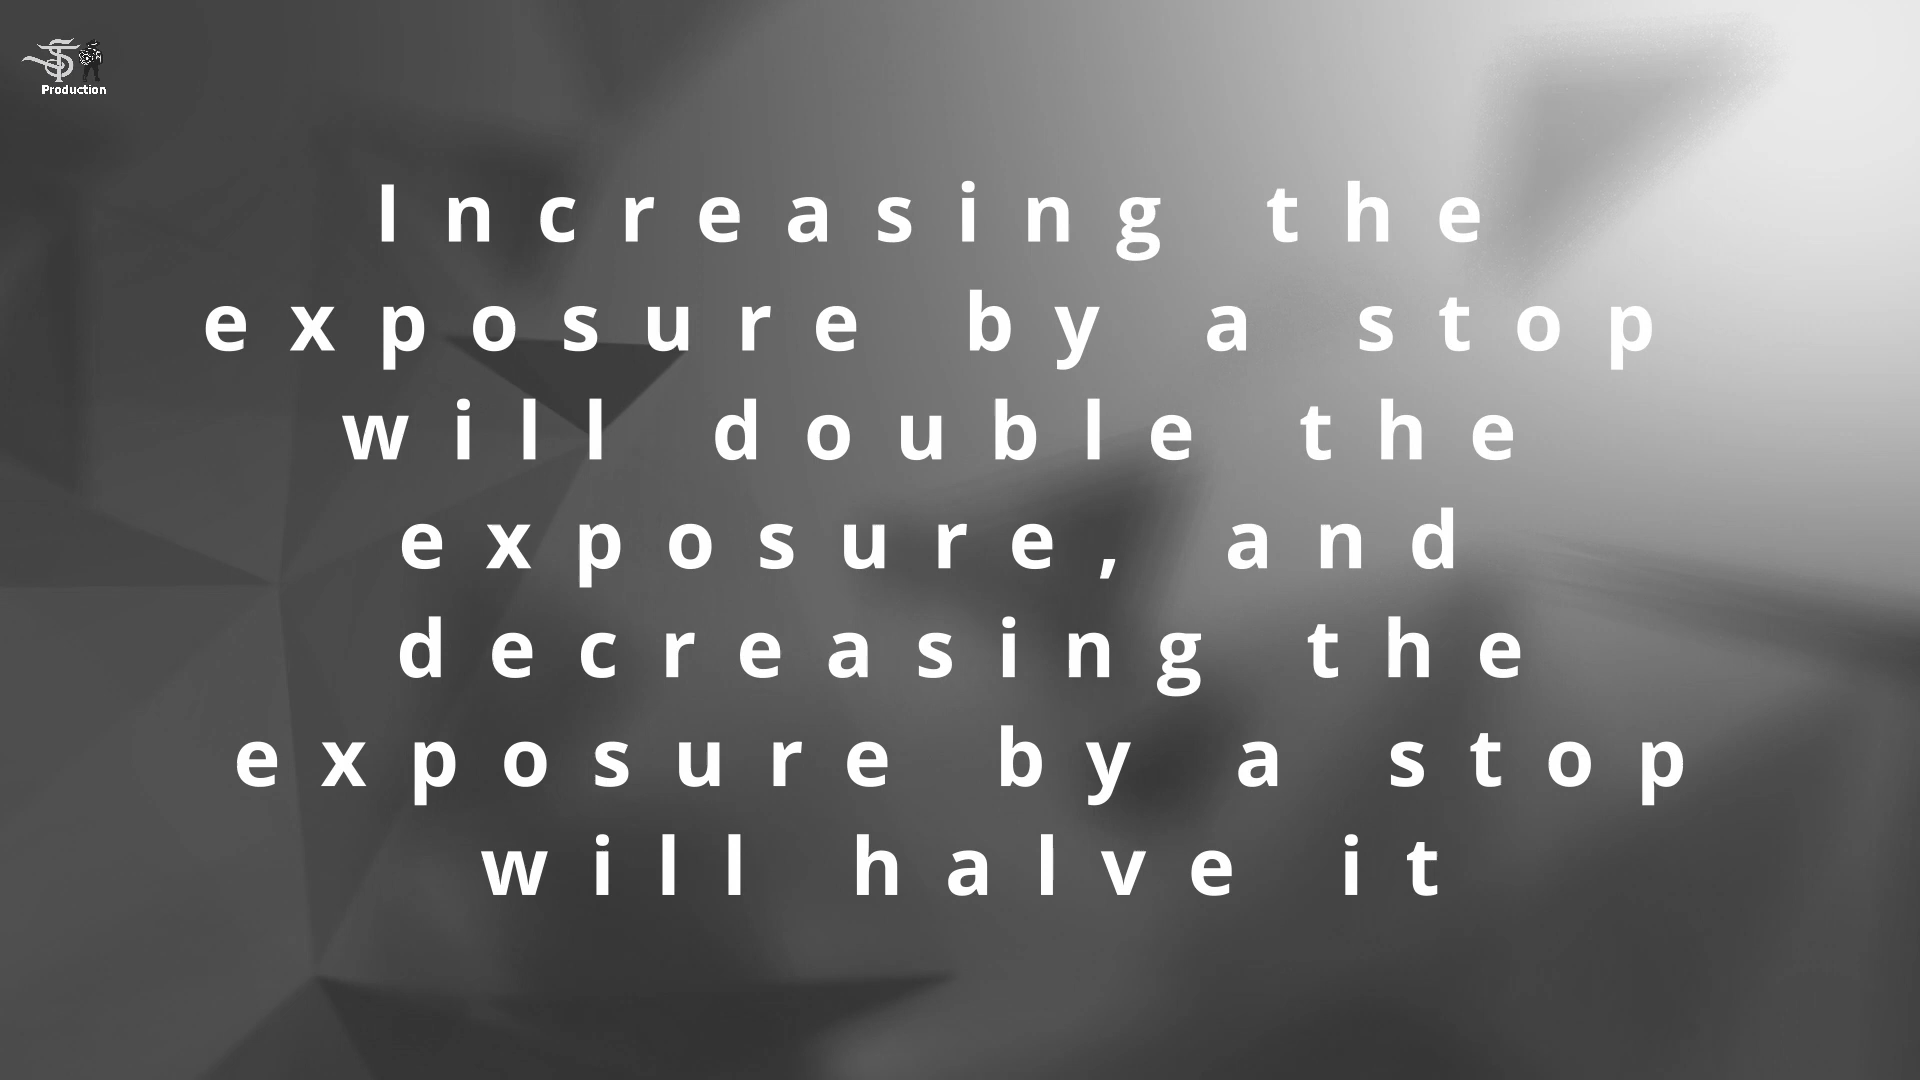 Production
Increasing the
exposure by a stop
will double the
exposure, and
decreasing the
exposure by a stop
will halve it